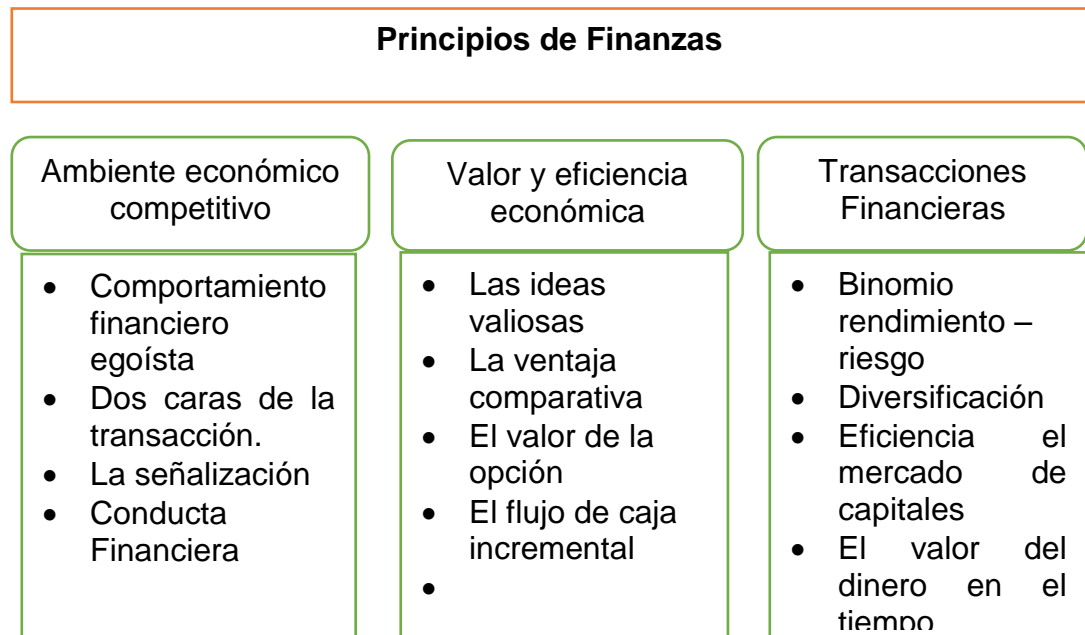 Principios de Finanzas
Ambiente económico
competitivo
• Comportamiento
financiero
egoísta
• Dos caras de la
transacción.
• La señalización
• Conducta
Financiera
Valor y eficiencia
económica
• Las ideas
valiosas
• La ventaja
comparativa
• El valor de la
opción
• El flujo de caja
incremental
•
Transacciones
Financieras
• Binomio
rendimiento –
riesgo
• Diversificación
• Eficiencia el
mercado de
capitales
• El valor del
dinero en el
tiempo